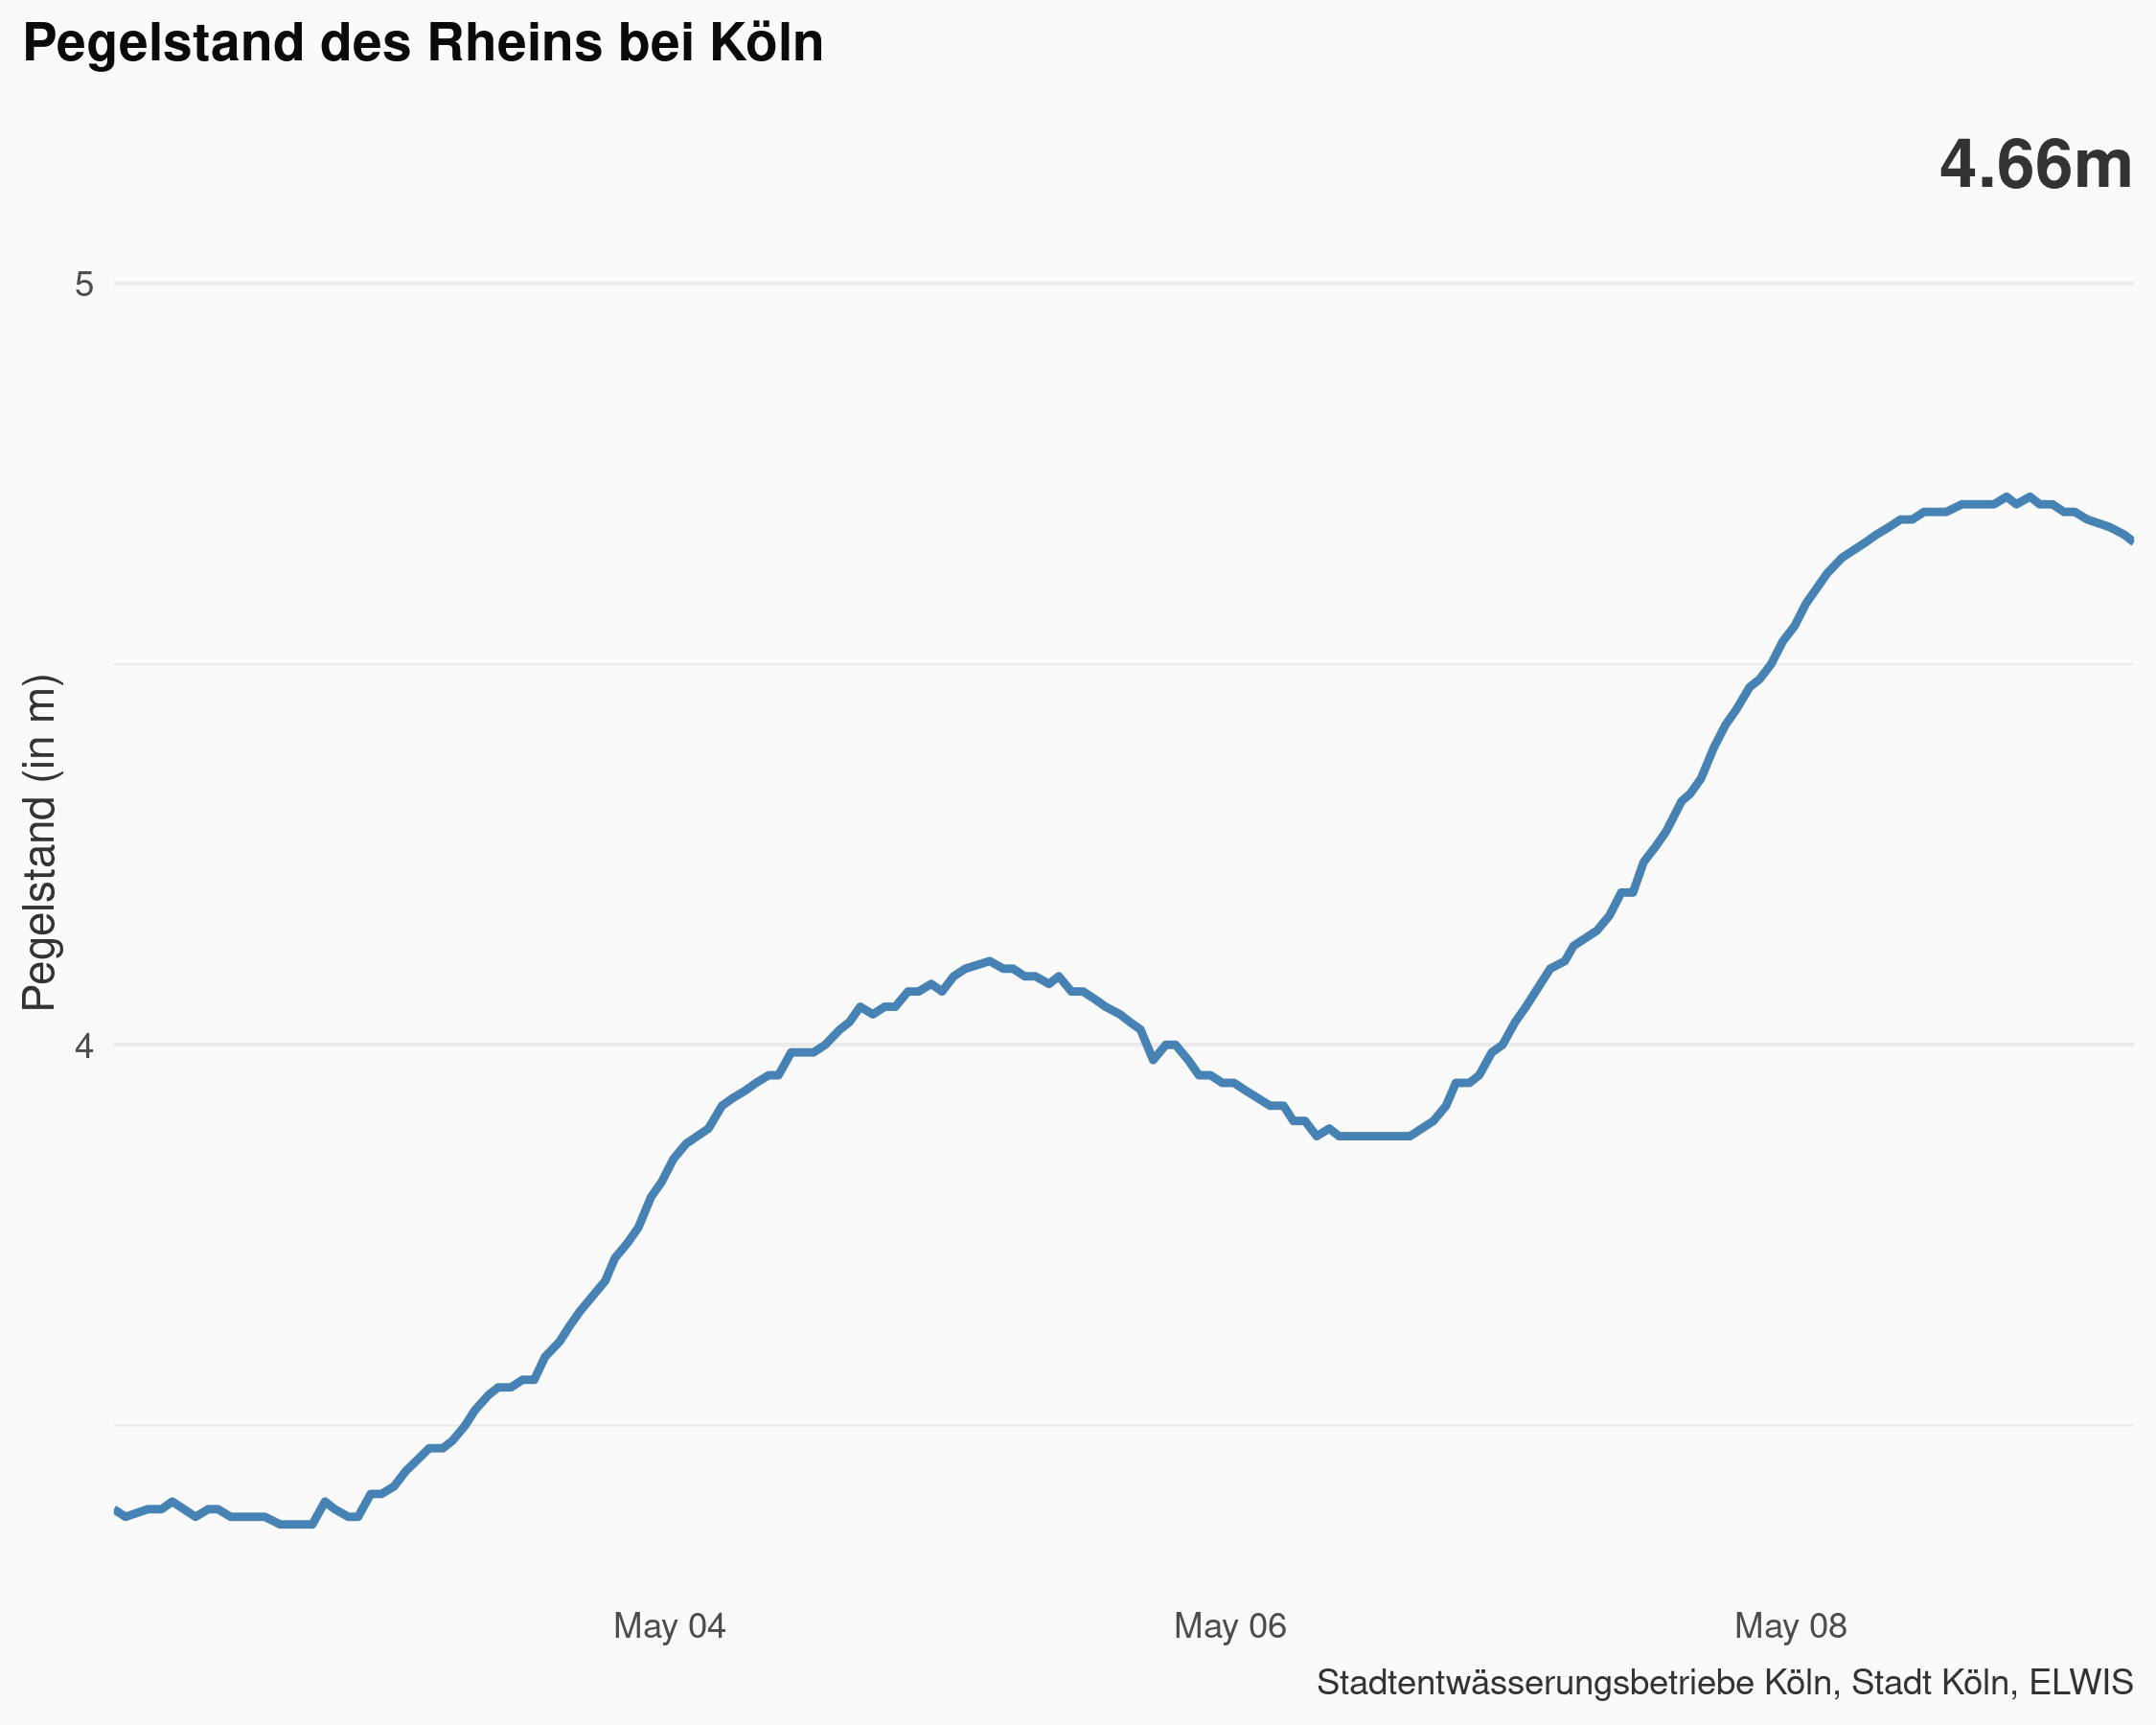 Pegelstand des Rheins bei Köln
4.66m
5
Pegelstand (in m)
4
May 04
May 06
May 08
Stadtentwässerungsbetriebe Köln, Stadt Köln, ELWIS